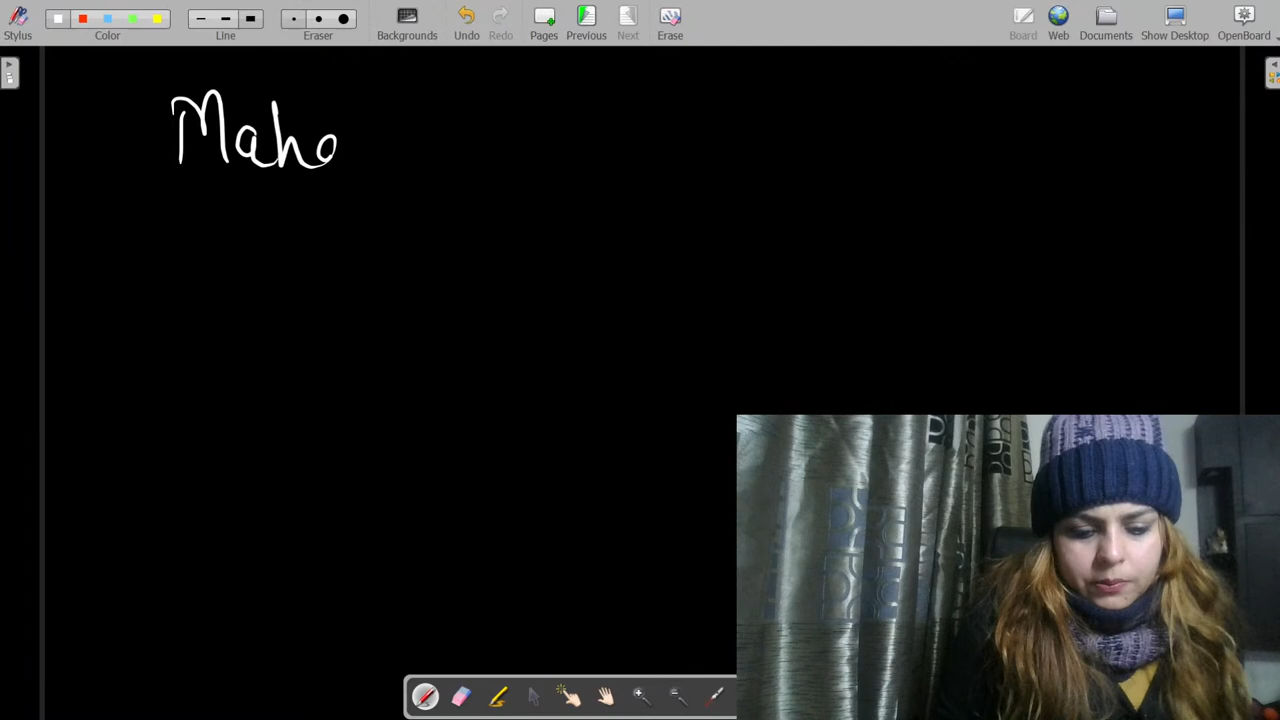 Stylus
Color
Line
Eraser
Backgrounds
Undo
Redo
Pages
Previous
Next
Erase
Board
Web
Documents
Show Desktop
OpenBoard
Maho